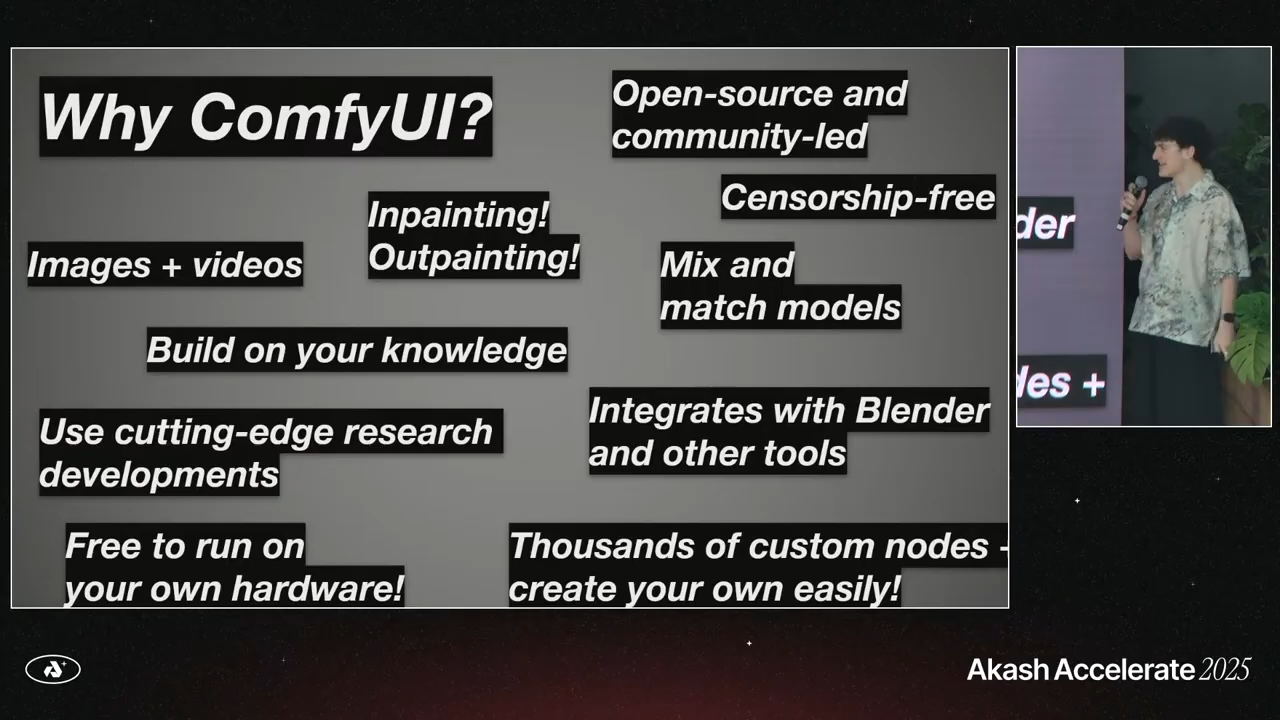 Why ComfyUI?
Open-source and
community-led
Censorship-free
Inpainting!
Outpainting!
Images + videos
Mix and
match models
Build on your knowledge
Integrates with Blender
and other tools
Use cutting-edge research
developments
Free to run on
your own hardware!
Thousands of custom nodes -
create your own easily!
der
des +
Akash Accelerate 2025